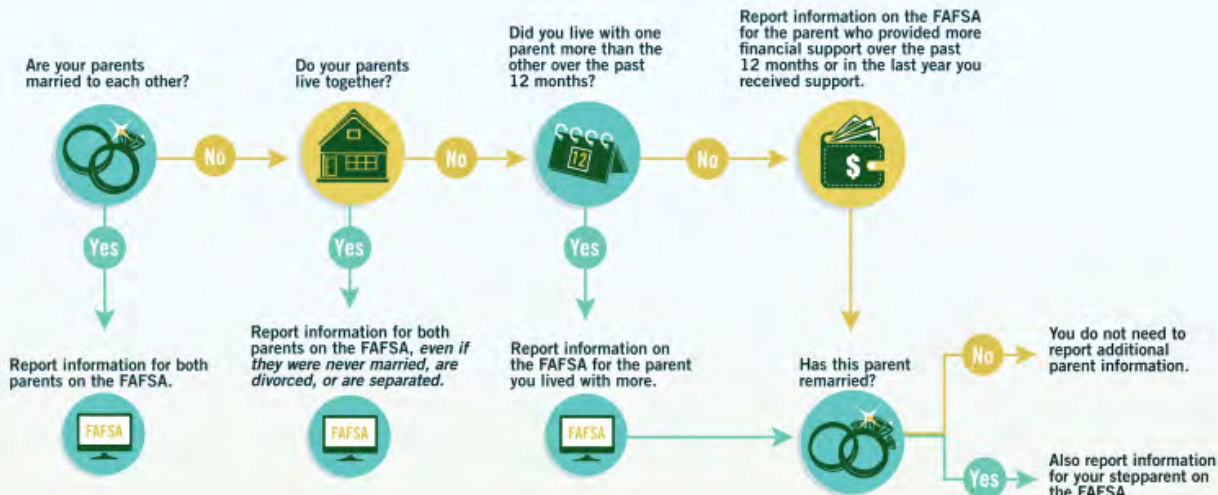 Are your parents
married to each other?
No
Yes
Report information for both
parents on the FAFSA.
FAFSA
Do your parents
live together?
No
Yes
Report information for both
parents on the FAFSA, even if
they were never married, are
divorced, or are separated.
FAFSA
Did you live with one
parent more than the
other over the past
12 months?
12
No
Yes
Report information on
the FAFSA for the parent
you lived with more.
FAFSA
Report information on the FAFSA
for the parent who provided more
financial support over the past
12 months or in the last year you
received support.
$
Has this parent
remarried?
No
You do not need to
report additional
parent information.
Yes
Also report information
for your stepparent on
the FAFSA